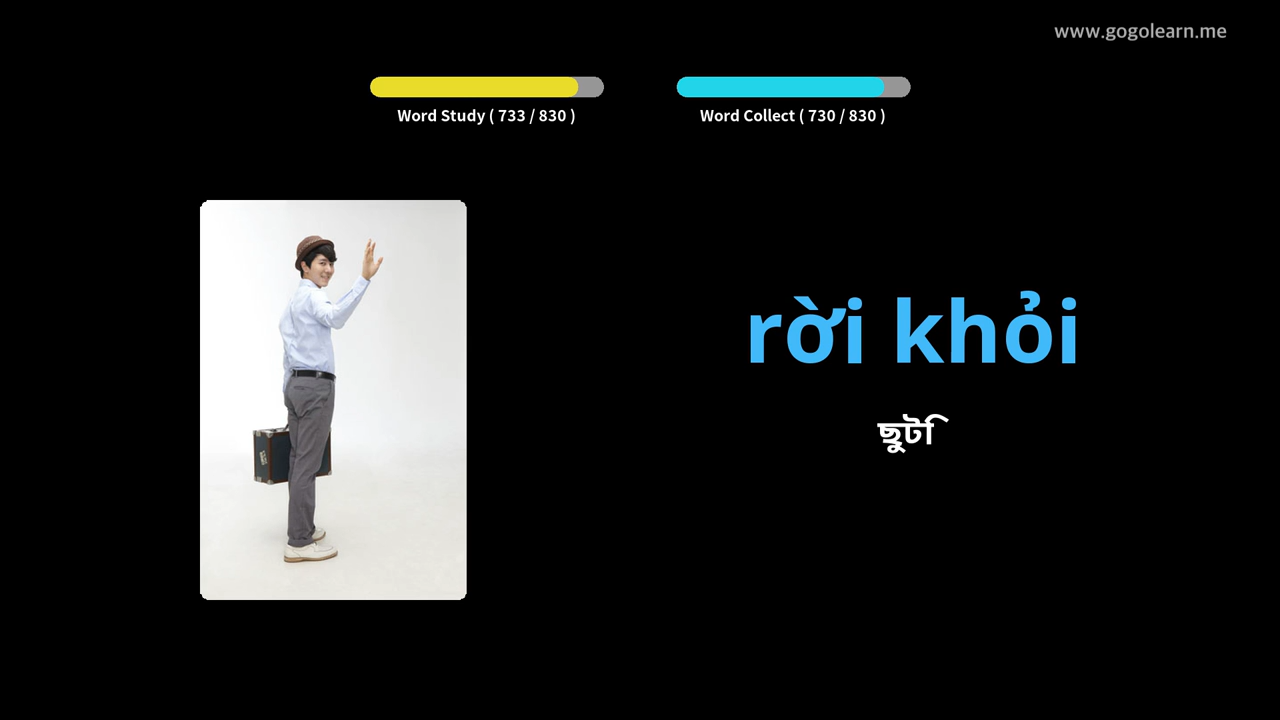 www.gogolearn.me
Word Study ( 733 / 830 )
Word Collect ( 730 / 830 )
rời khỏi
ছুটি